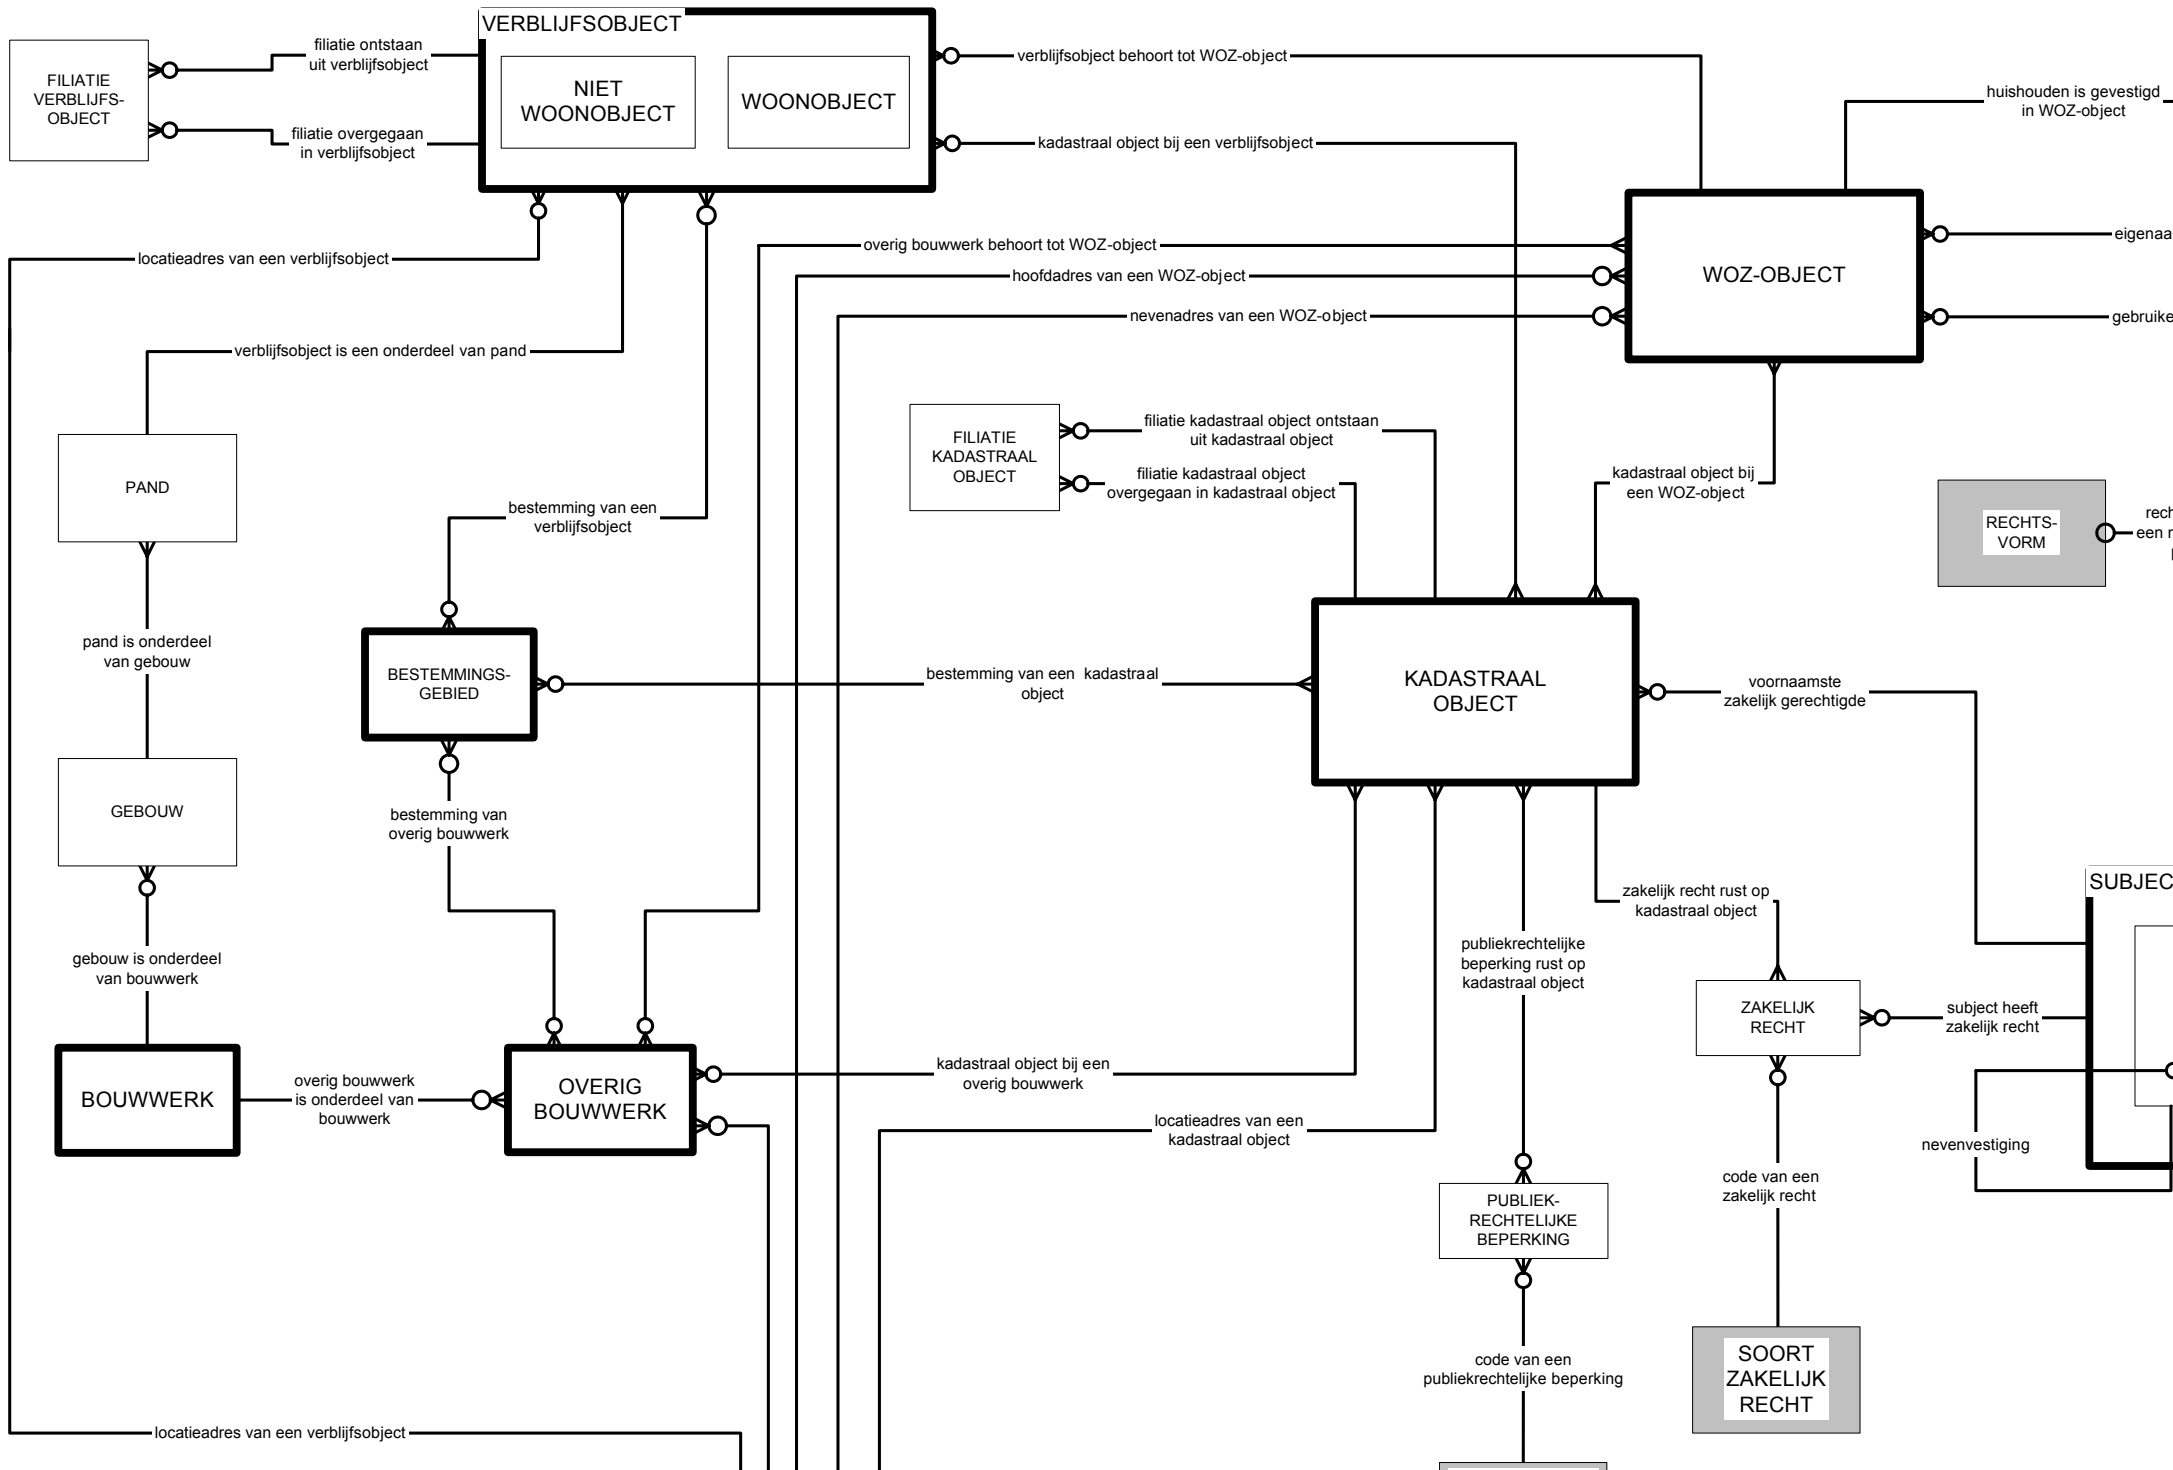 VERBLIJFSOBJECT
filiatie ontstaan
uit verblijfsobject
FILIATIE
VERBLIJFS-
OBJECT
NIET
WOONOBJECT
WOONOBJECT
verblijfsobject behoort tot WOZ-object
huishouden is gevestigd
in WOZ-object
filiatie overgegaan
in verblijfsobject
kadastraal object bij een verblijfsobject
locatieadres van een verblijfsobject
overig bouwwerk behoort tot WOZ-object
hoofdadres van een WOZ-object
nevenadres van een WOZ-object
WOZ-OBJECT
eigenaa
gebruike
verblijfsobject is een onderdeel van pand
PAND
bestemming van een
verblijfsobject
FILIATIE
KADASTRAAL
OBJECT
filiatie kadastraal object ontstaan
uit kadastraal object
filiatie kadastraal object
overgegaan in kadastraal object
kadastraal object bij
een WOZ-object
RECHTS-
VORM
rech
een
pand is onderdeel
van gebouw
BESTEMMINGS-
GEBIED
bestemming van een kadastraal
object
KADASTRAAL
OBJECT
voornaamste
zakelijk gerechtigde
GEBOUW
bestemming van
overig bouwwerk
zakelijk recht rust op
kadastraal object
SUBJEC
gebouw is onderdeel
van bouwwerk
publiekrechtelijke
beperking rust op
kadastraal object
ZAKELIJK
RECHT
subject heeft
zakelijk recht
BOUWWERK
overig bouwwerk
is onderdeel van
bouwwerk
OVERIG
BOUWWERK
kadastraal object bij een
overig bouwwerk
locatieadres van een
kadastraal object
nevenvestiging
PUBLIEK-
RECHTELIJKE
BEPERKING
code van een
zakelijk recht
code van een
publiekrechtelijke beperking
SOORT
ZAKELIJK
RECHT
locatieadres van een verblijfsobject